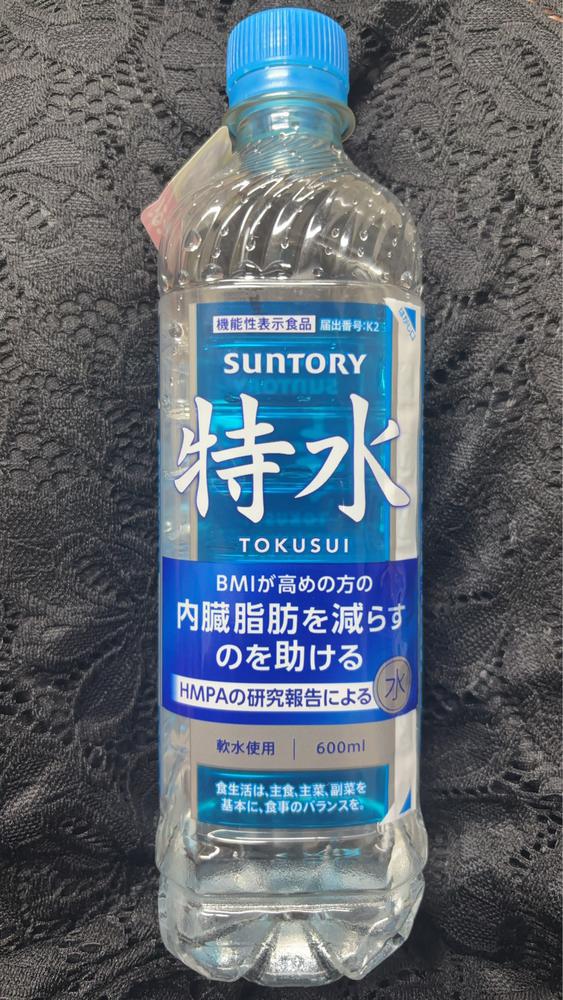 機能性表示食品 届出番号:K2
はがし口
SUNTORY
特水
TOKUSUI
BMIが高めの方の
内臓脂肪を減らす
のを助ける
HMPAの研究報告による
水
軟水使用 600ml
食生活は、主食、主菜、副菜を
基本に、食事のバランスを。